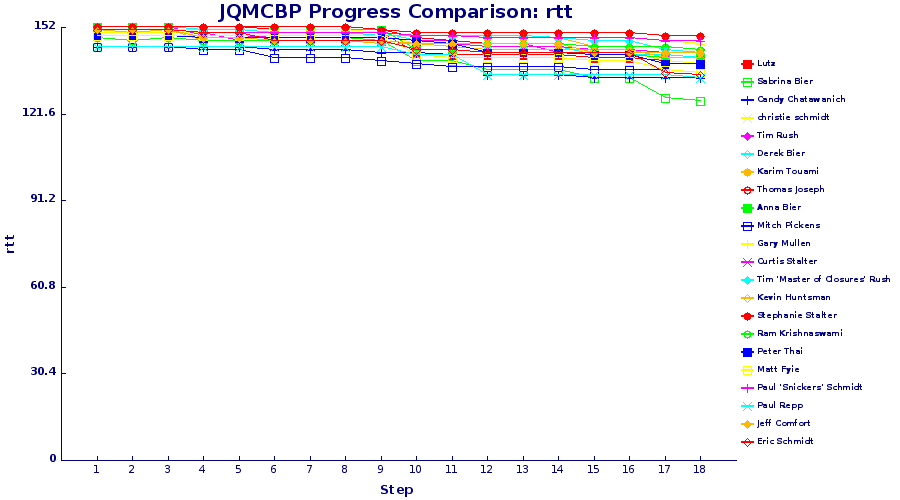 JQMCBP Progress Comparison: rtt
152
121.6
91.2
60.8
30.4
0
rtt
1 2 3 4 5 6 7 8 9 10 11 12 13 14 15 16 17 18
Step
Lutz
Sabrina Bier
Candy Chatawanich
christie schmidt
Tim Rush
Derek Bier
Karim Touami
Thomas Joseph
Anna Bier
Mitch Pickens
Gary Mullen
Curtis Stalter
Tim 'Master of Closures' Rush
Kevin Huntsman
Stephanie Stalter
Ram Krishnaswami
Peter Thai
Matt Fyie
Paul 'Snickers' Schmidt
Paul Repp
Jeff Comfort
Eric Schmidt